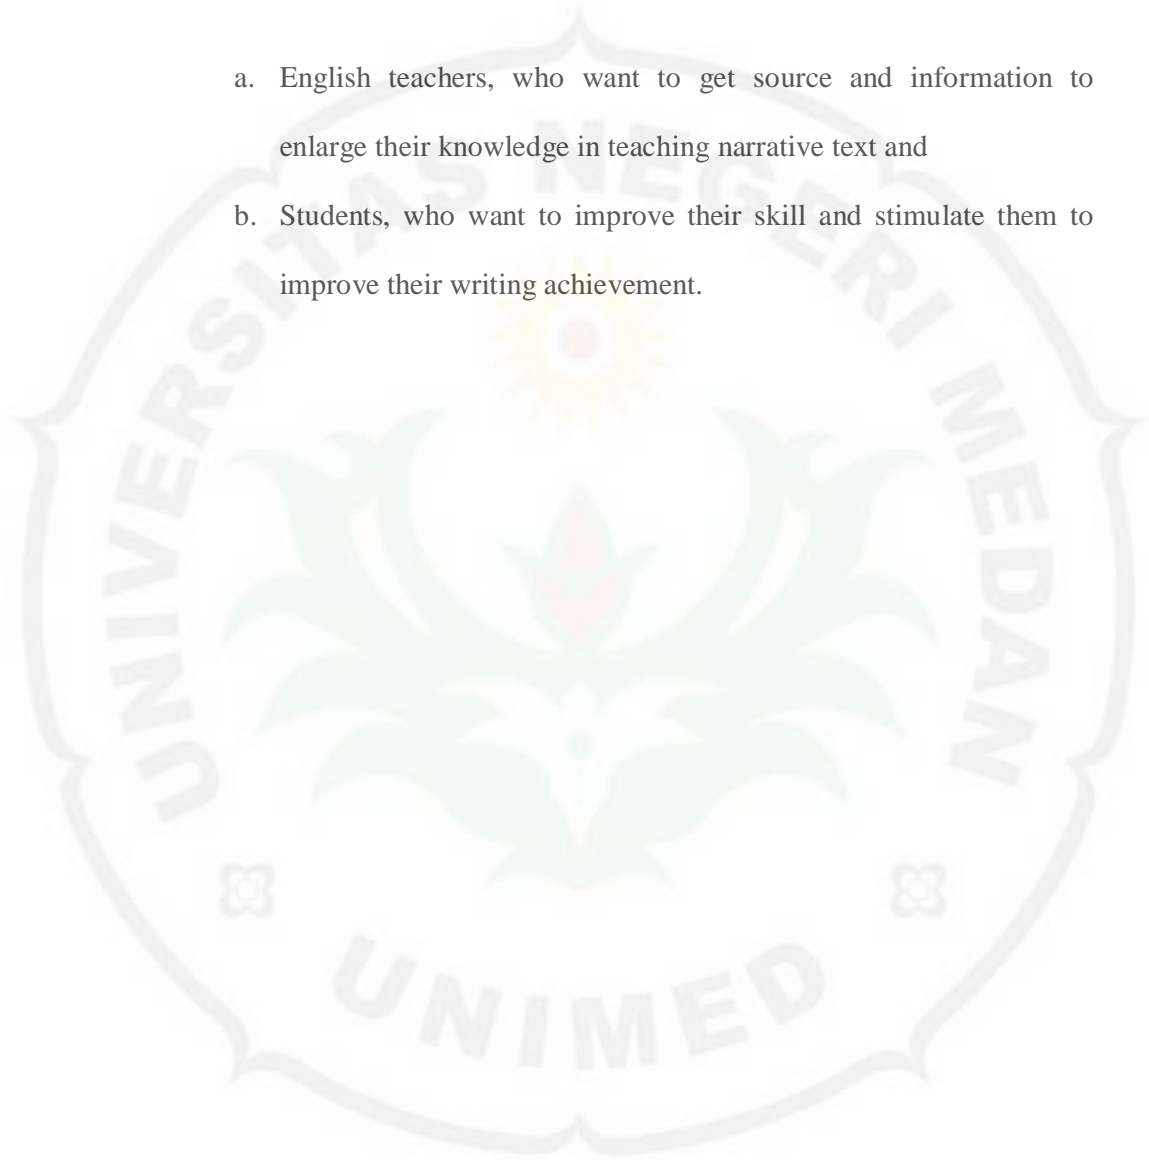 a. English teachers, who want to get source and information to
enlarge their knowledge in teaching narrative text and
b. Students, who want to improve their skill and stimulate them to
improve their writing achievement.
UNIVERSITAS NEGERI MEDAN
UNIMED